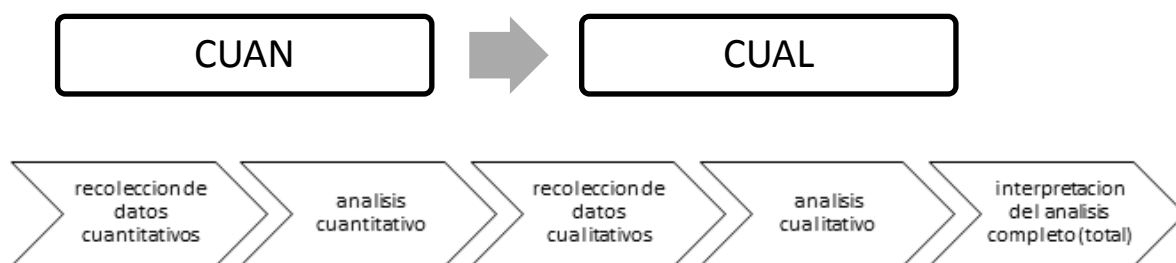 CUAN
CUAL
recoleccion de
datos
cuantitativos
analisis
cuantitativo
recoleccion de
datos
cualitativos
analisis
cualitativo
interpretacion
del analisis
completo (total)